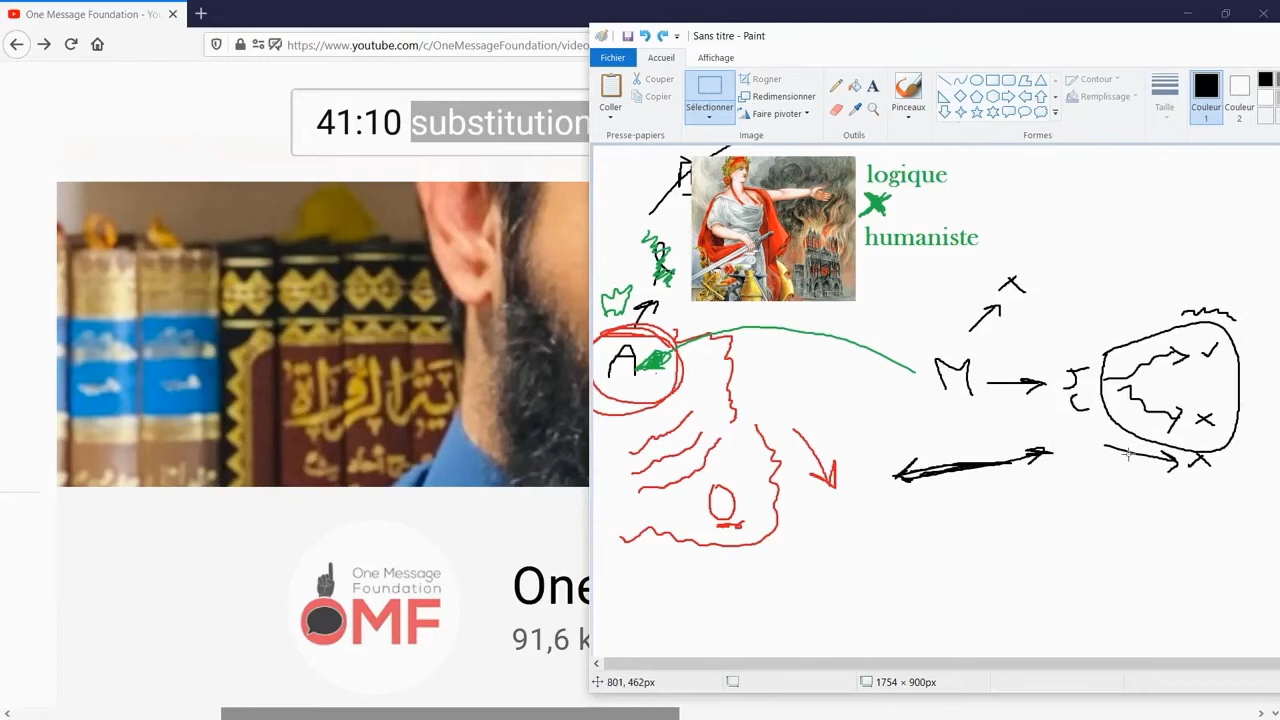 One Message Foundation - You
https://www.youtube.com/c/OneMessageFoundation/video
41:10 substitution
One Message
Foundation
OMF
One
91,6 k
Sans titre - Paint
Fichier
Accueil
Affichage
Coller
Couper
Copier
Presse-papiers
Sélectionner
Rogner
Redimensionner
Faire pivoter
Image
Outils
Pinceaux
Formes
Contour
Remplissage
Taille
Couleur
1
Couleur
2
logique
humaniste
X
A
M
J
C
X
X
801, 462px
1754 × 900px